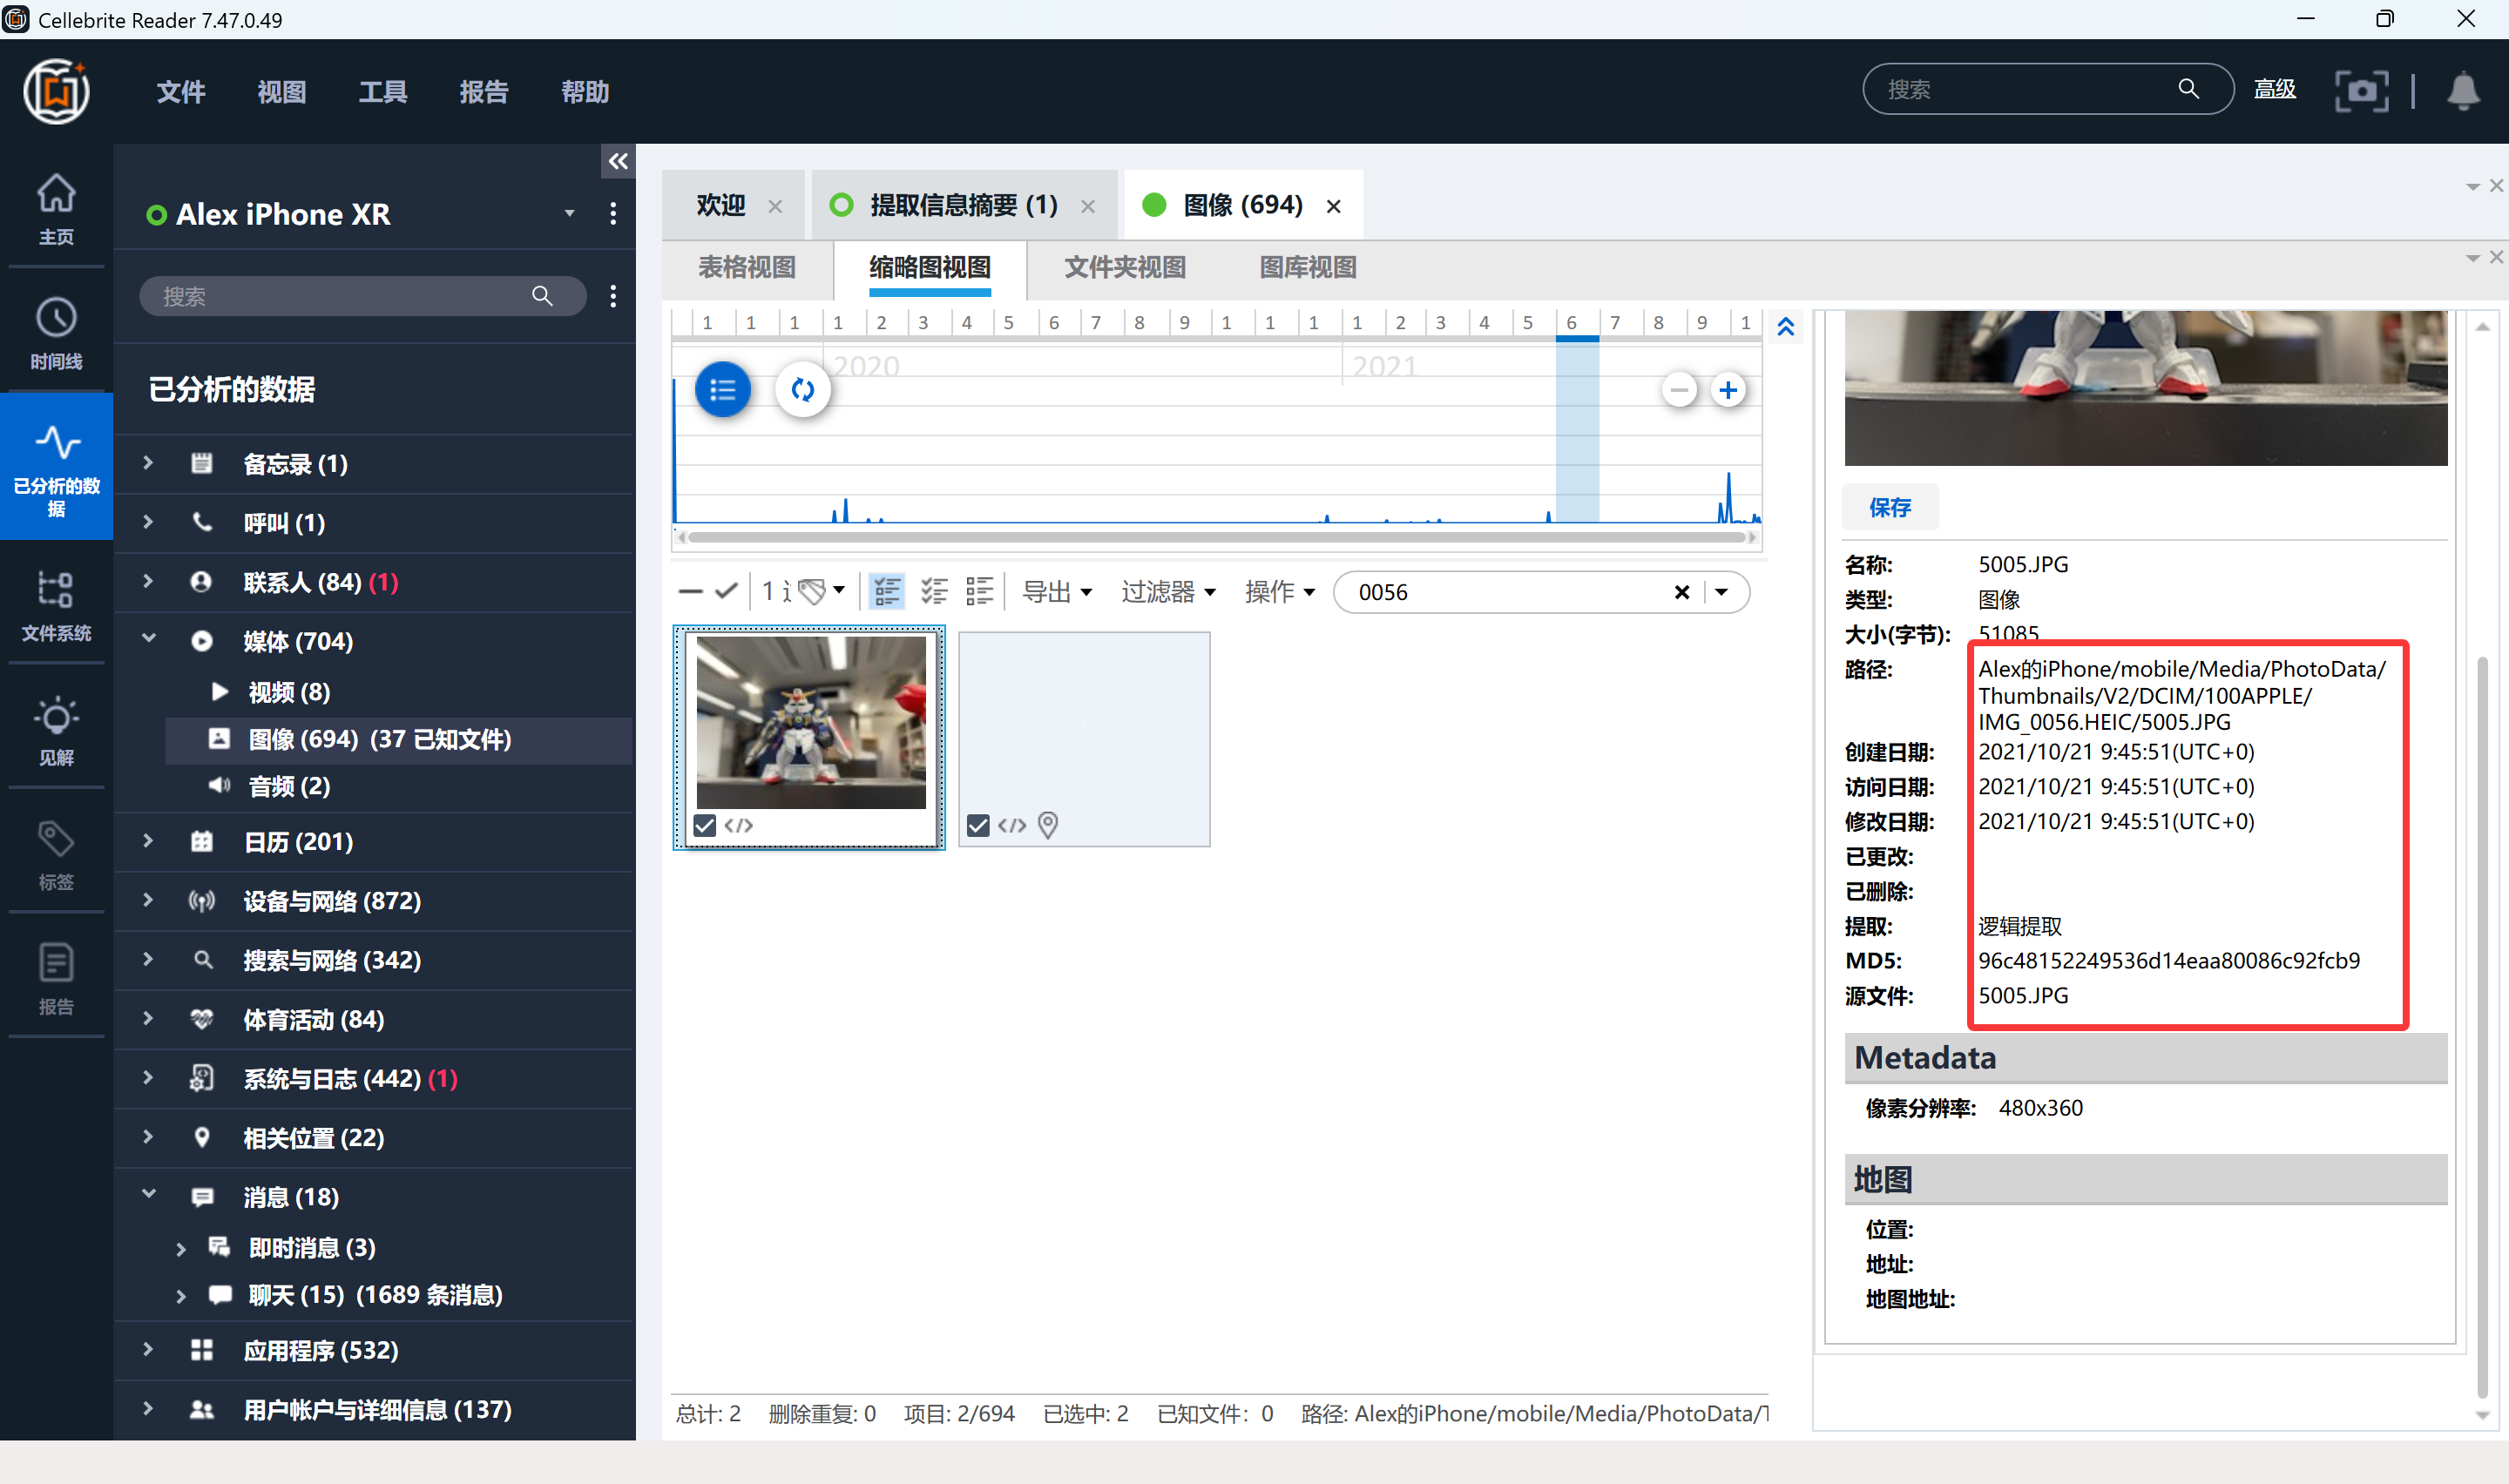 Cellebrite Reader 7.47.0.49
文件 视图 工具 报告 帮助
搜索 高级
主页
时间线
已分析的数据
文件系统
见解
标签
报告
Alex iPhone XR
搜索
已分析的数据
备忘录 (1)
呼叫 (1)
联系人 (84) (1)
媒体 (704)
视频 (8)
图像 (694) (37 已知文件)
音频 (2)
日历 (201)
设备与网络 (872)
搜索与网络 (342)
体育活动 (84)
系统与日志 (442) (1)
相关位置 (22)
消息 (18)
即时消息 (3)
聊天 (15) (1689 条消息)
应用程序 (532)
用户帐户与详细信息 (137)
欢迎 提取信息摘要 (1) 图像 (694)
表格视图 缩略图视图 文件夹视图 图库视图
1 1 1 1 2 3 4 5 6 7 8 9 1 1 1 1 2 3 4 5 6 7 8 9 1
2020 2021
1 导出 过滤器 操作 0056
总计: 2 删除重复: 0 项目: 2/694 已选中: 2 已知文件: 0 路径: Alex的iPhone/mobile/Media/PhotoData/T
保存
名称: 5005.JPG
类型: 图像
大小(字节): 51085
路径: Alex的iPhone/mobile/Media/PhotoData/
Thumbnails/V2/DCIM/100APPLE/
IMG_0056.HEIC/5005.JPG
创建日期: 2021/10/21 9:45:51(UTC+0)
访问日期: 2021/10/21 9:45:51(UTC+0)
修改日期: 2021/10/21 9:45:51(UTC+0)
已更改:
已删除:
提取: 逻辑提取
MD5: 96c48152249536d14eaa80086c92fcb9
源文件: 5005.JPG
Metadata
像素分辨率: 480x360
地图
位置:
地址:
地图地址: